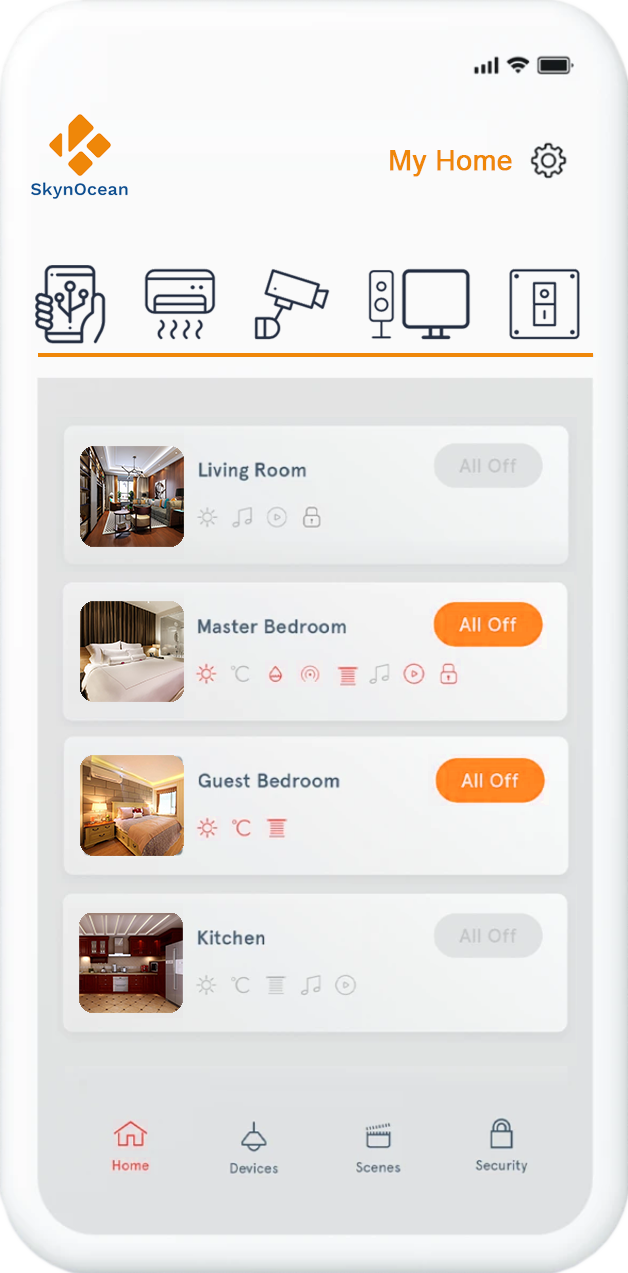 My Home
SkynOcean
Living Room
All Off
°C
Master Bedroom
All Off
°C
Guest Bedroom
All Off
°C
Kitchen
All Off
°C
Home
Devices
Scenes
Security